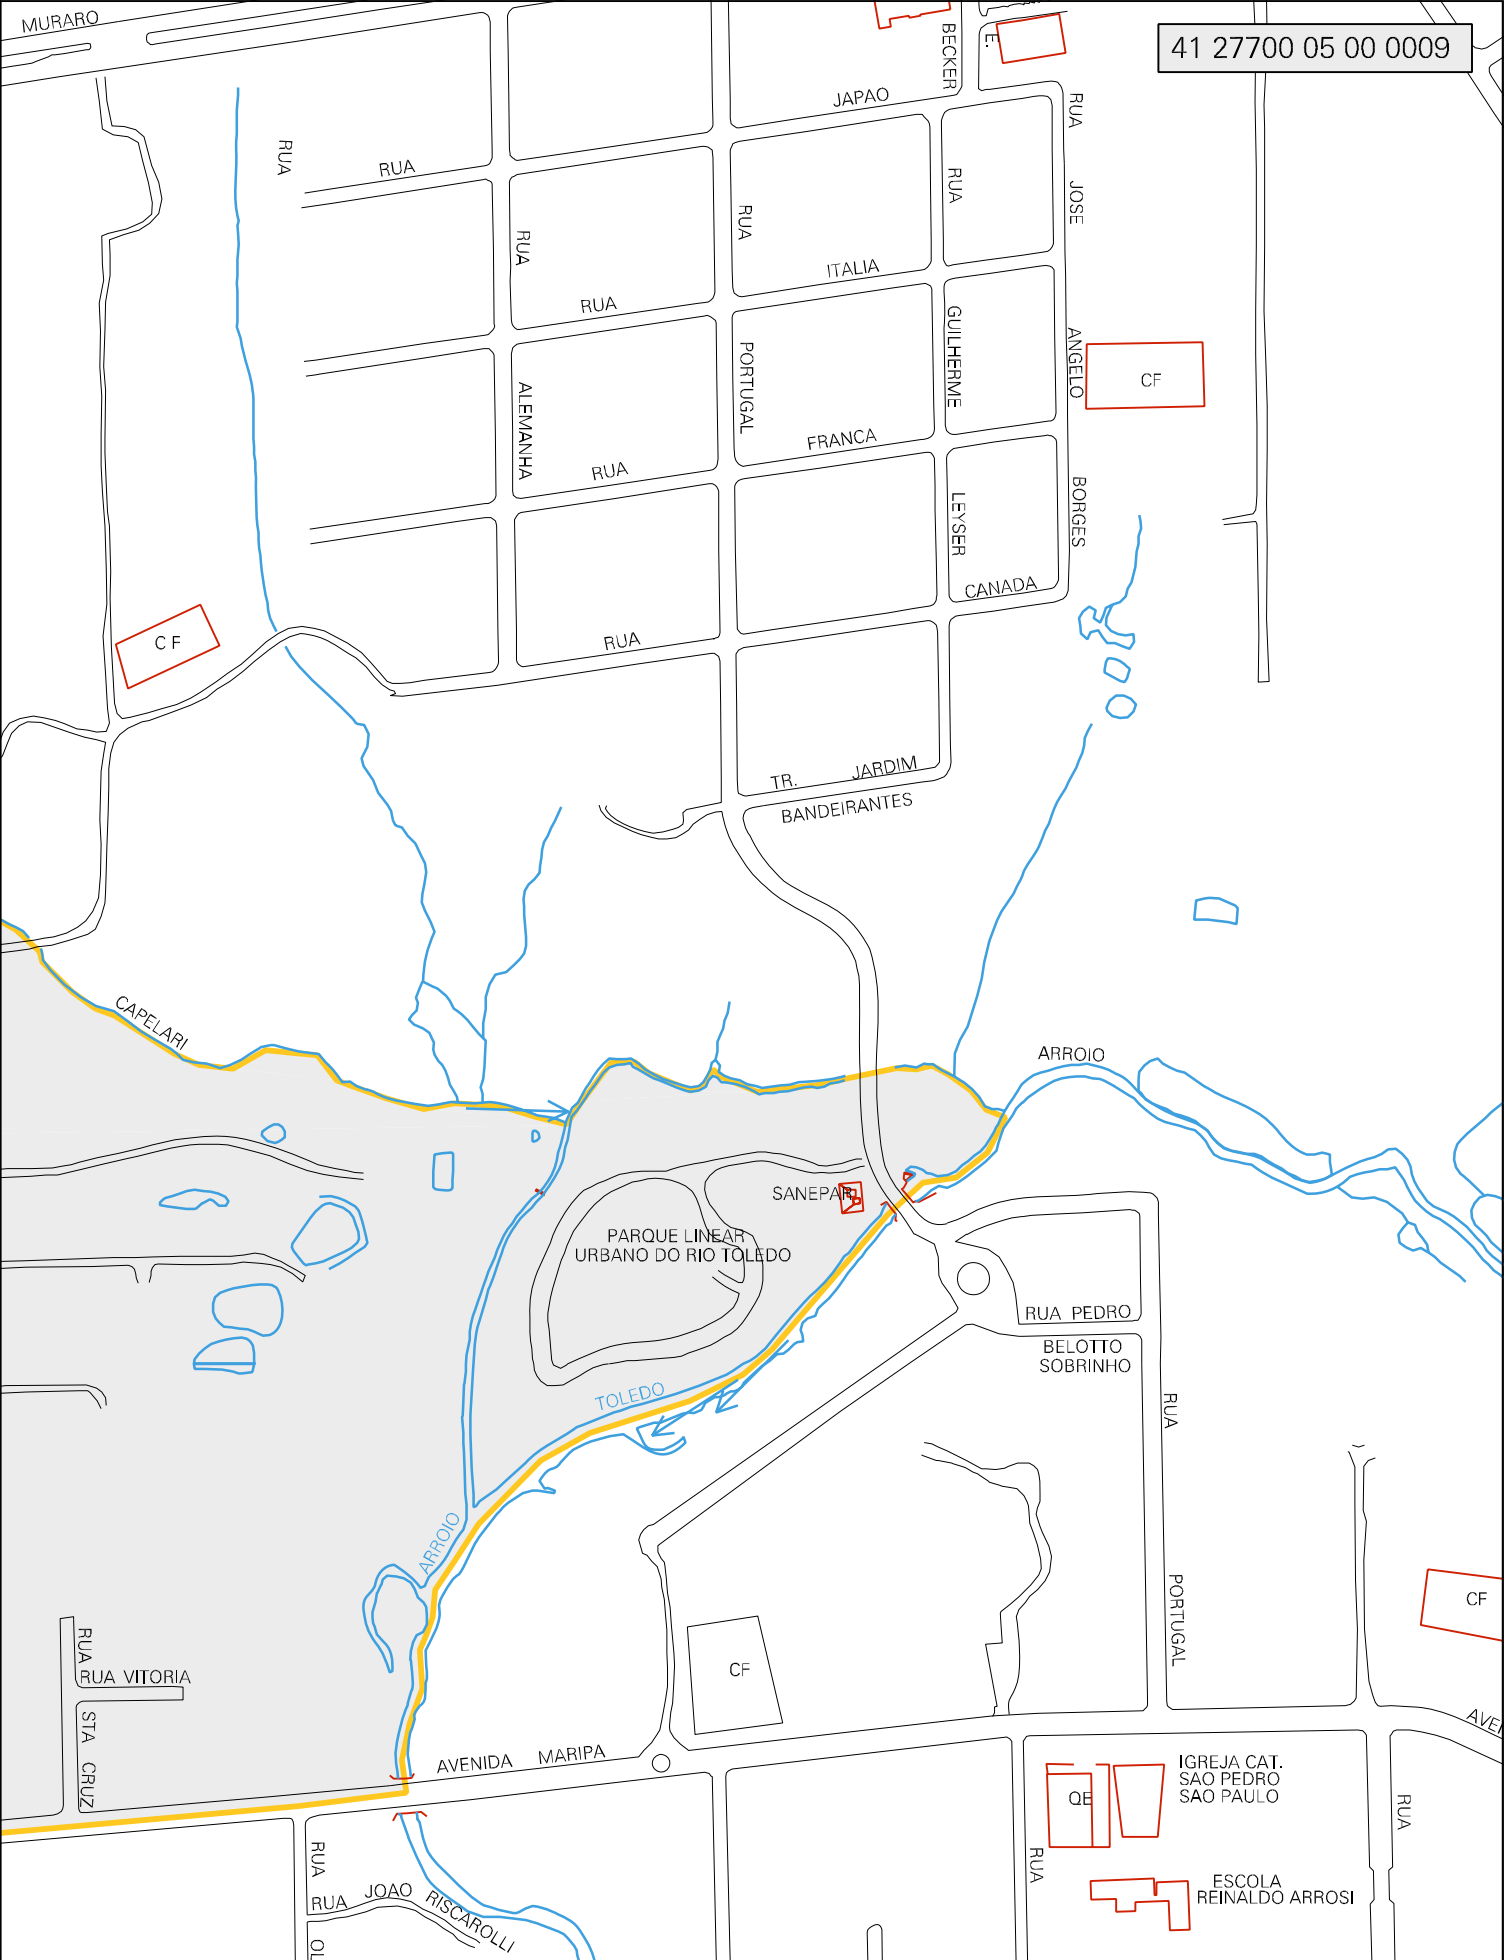 MURARO
41 27700 05 00 0009
BECKER
E.
JAPAO
RUA
RUA
RUA
RUA
JOSE
RUA
RUA
RUA
ITALIA
RUA
GUILHERME
ANGELO
PORTUGAL
CF
ALEMANHA
FRANCA
RUA
LEYSER
BORGES
CANADA
C F
RUA
TR. JARDIM
BANDEIRANTES
CAPELARI
ARROIO
SANEPAR
PARQUE LINEAR
URBANO DO RIO TOLEDO
RUA PEDRO
BELOTTO
SOBRINHO
TOLEDO
RUA
ARROIO
PORTUGAL
CF
RUA
RUA VITORIA
CF
STA CRUZ
AVENIDA MARIPA
IGREJA CAT.
SAO PEDRO
SAO PAULO
QE
RUA
RUA
RUA
ESCOLA
REINALDO ARROSI
RUA JOAO RISCAROLLI